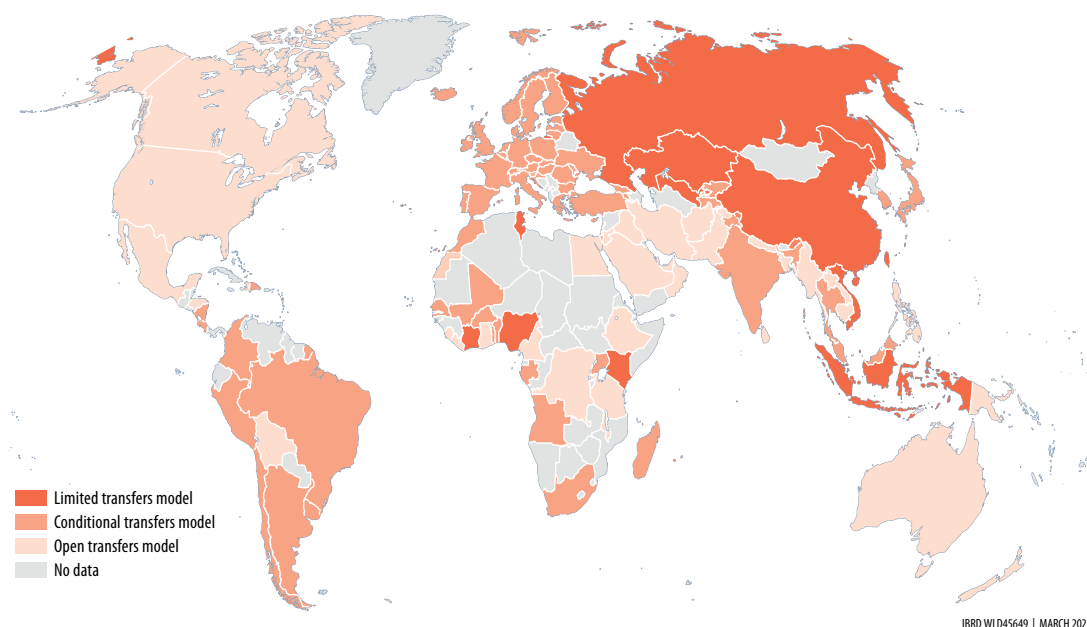 Limited transfers model
Conditional transfers model
Open transfers model
No data
IBRD WLD45649 | MARCH 202